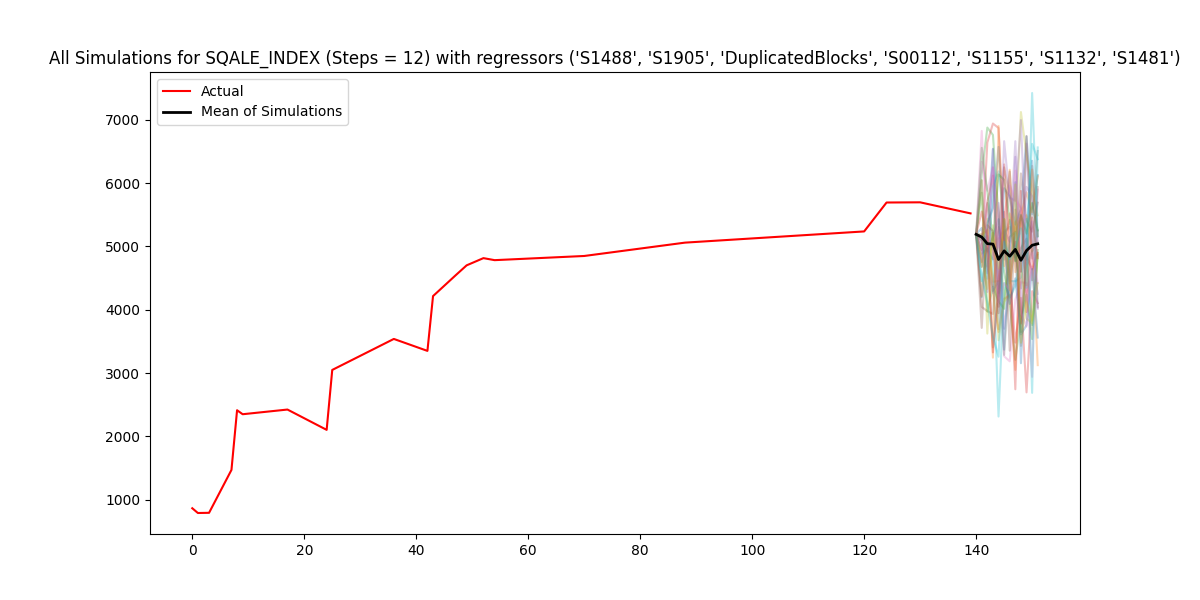 All Simulations for SQALE_INDEX (Steps = 12) with regressors ('S1488', 'S1905', 'DuplicatedBlocks', 'S00112', 'S1155', 'S1132', 'S1481')
Actual
Mean of Simulations
7000
6000
5000
4000
3000
2000
1000
0 20 40 60 80 100 120 140